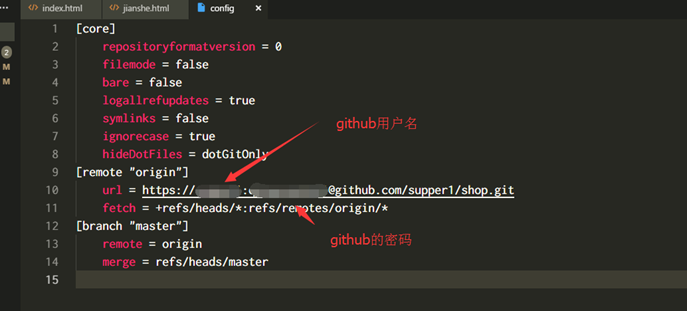 ... index.html jianshe.html config ×
1 [core]
2 repositoryformatversion = 0
3 filemode = false
4 bare = false
5 logallrefupdates = true
6 symlinks = false
7 ignorecase = true
8 hideDotFiles = dotGitOnly
github用户名
9 [remote "origin"]
10 url = https:// : @github.com/supper1/shop.git
11 fetch = +refs/heads/*:refs/remotes/origin/*
github的密码
12 [branch "master"]
13 remote = origin
14 merge = refs/heads/master
15
2
M
M